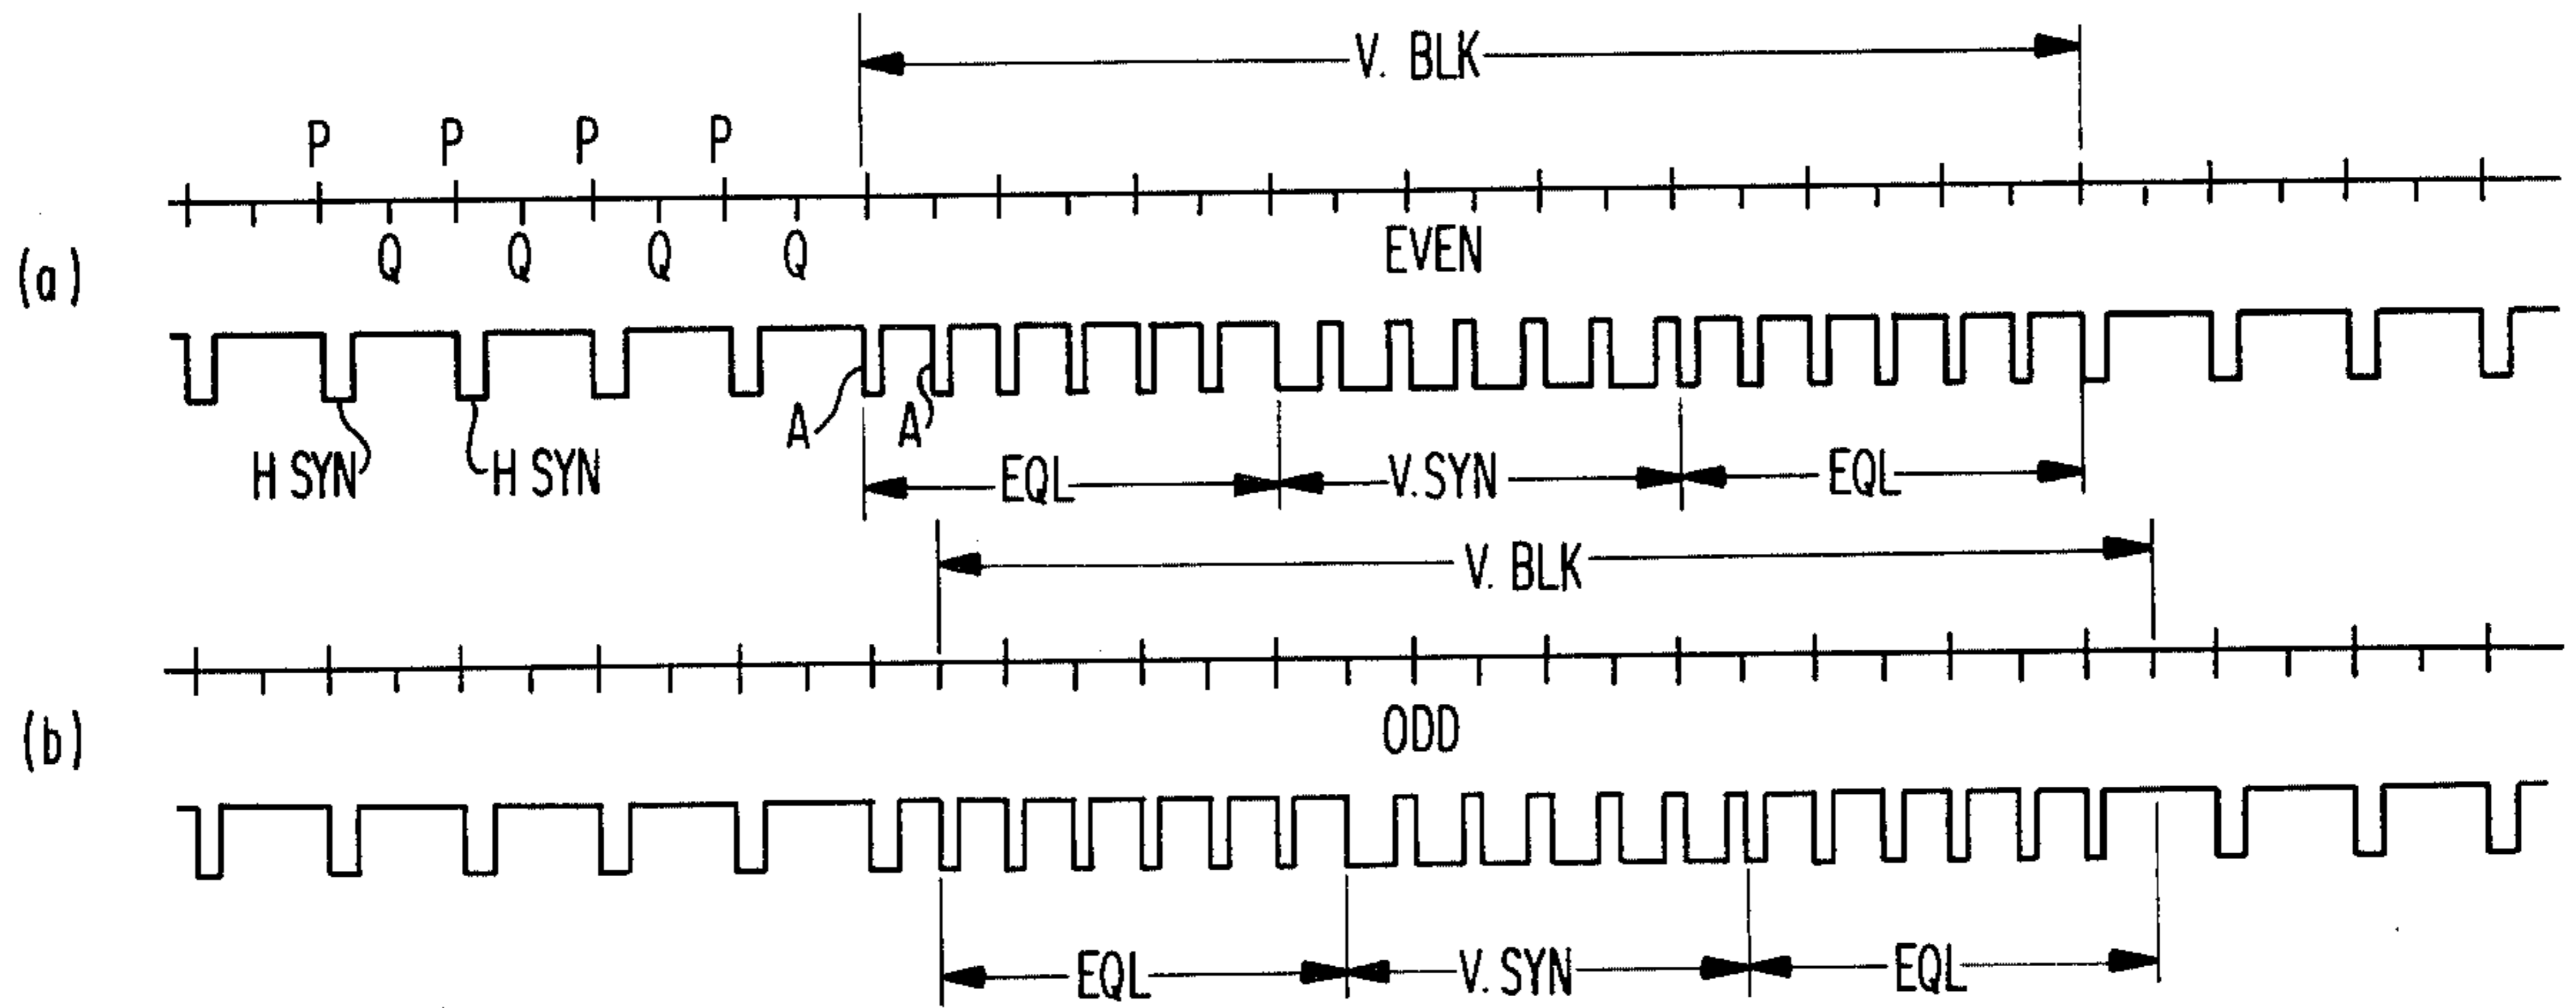 V. BLK
P P P P
Q Q Q Q
EVEN
(a)
A A
H SYN H SYN
EQL V.SYN EQL
V. BLK
ODD
(b)
EQL V. SYN EQL